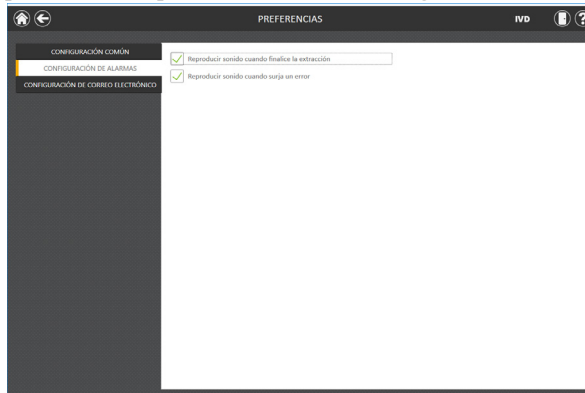 PREFERENCIAS
IVD
?
CONFIGURACIÓN COMÚN
CONFIGURACIÓN DE ALARMAS
CONFIGURACIÓN DE CORREO ELECTRÓNICO
Reproducir sonido cuando finalice la extracción
Reproducir sonido cuando surja un error